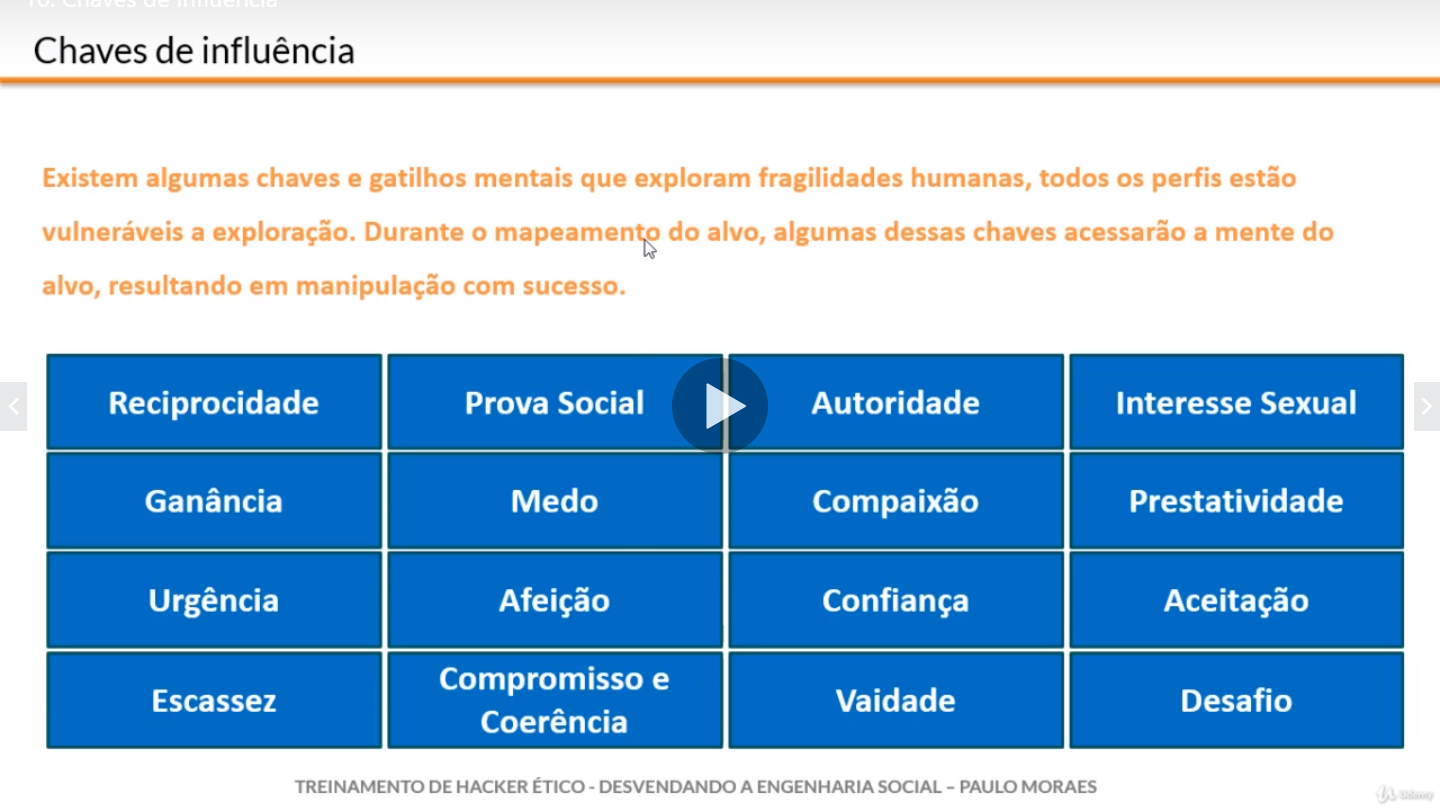 10. Chaves de influência
Chaves de influência
Existem algumas chaves e gatilhos mentais que exploram fragilidades humanas, todos os perfis estão
vulneráveis a exploração. Durante o mapeamento do alvo, algumas dessas chaves acessarão a mente do
alvo, resultando em manipulação com sucesso.
Reciprocidade
Prova Social
Autoridade
Interesse Sexual
Ganância
Medo
Compaixão
Prestatividade
Urgência
Afeição
Confiança
Aceitação
Escassez
Compromisso e
Coerência
Vaidade
Desafio
TREINAMENTO DE HACKER ÉTICO - DESVENDANDO A ENGENHARIA SOCIAL – PAULO MORAES
Udemy